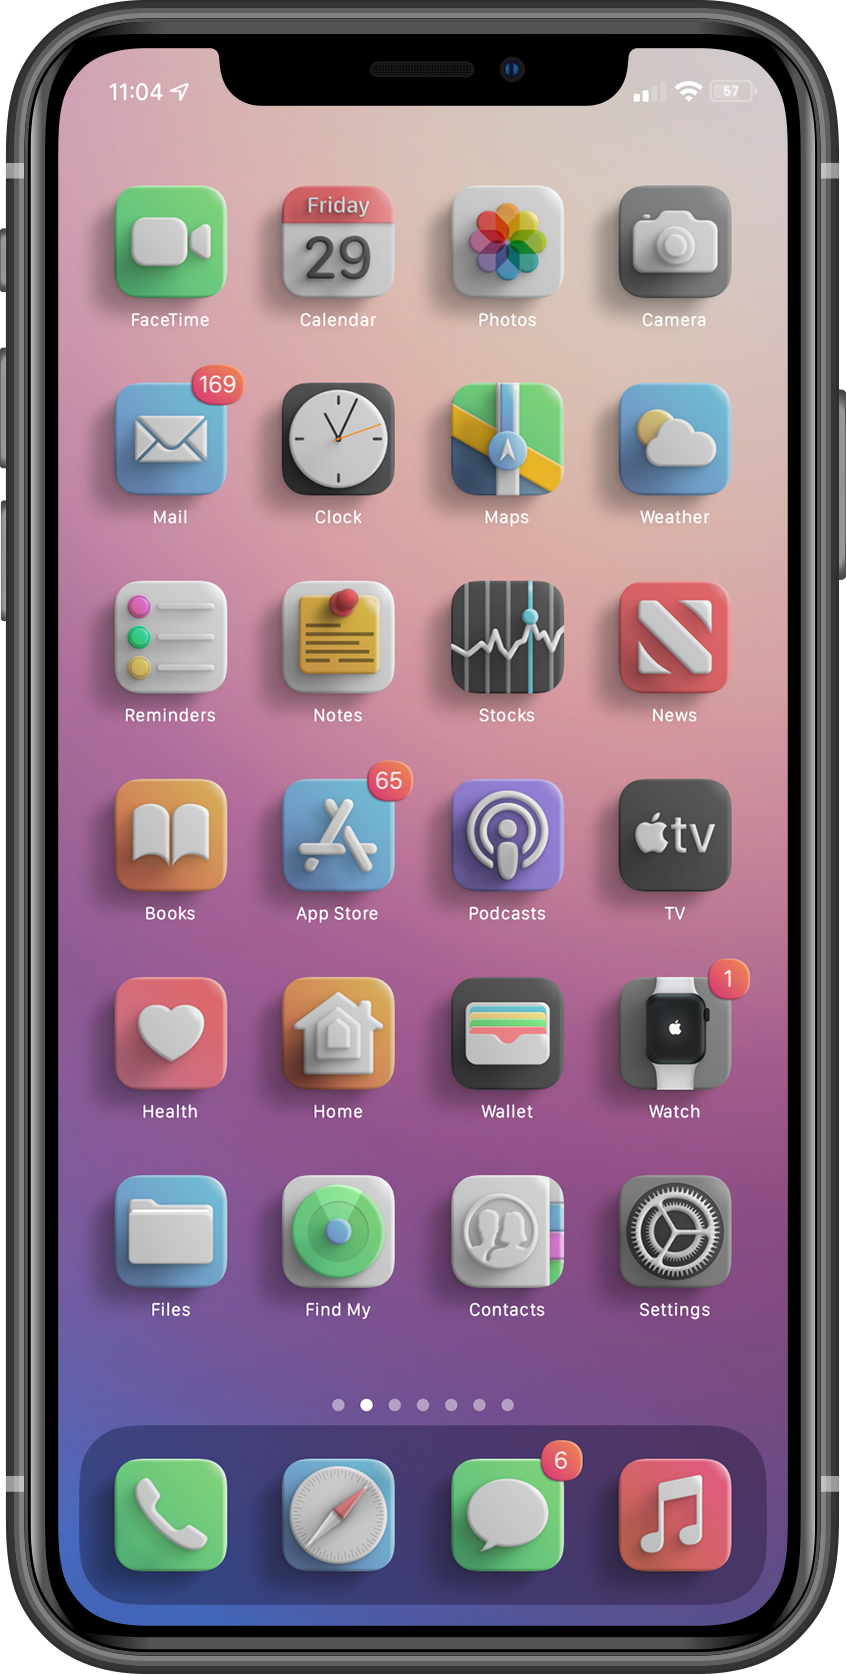 11:04
57
Friday
29
FaceTime
Calendar
Photos
Camera
169
Mail
Clock
Maps
Weather
Reminders
Notes
Stocks
News
65
tv
Books
App Store
Podcasts
TV
1
Health
Home
Wallet
Watch
Files
Find My
Contacts
Settings
6